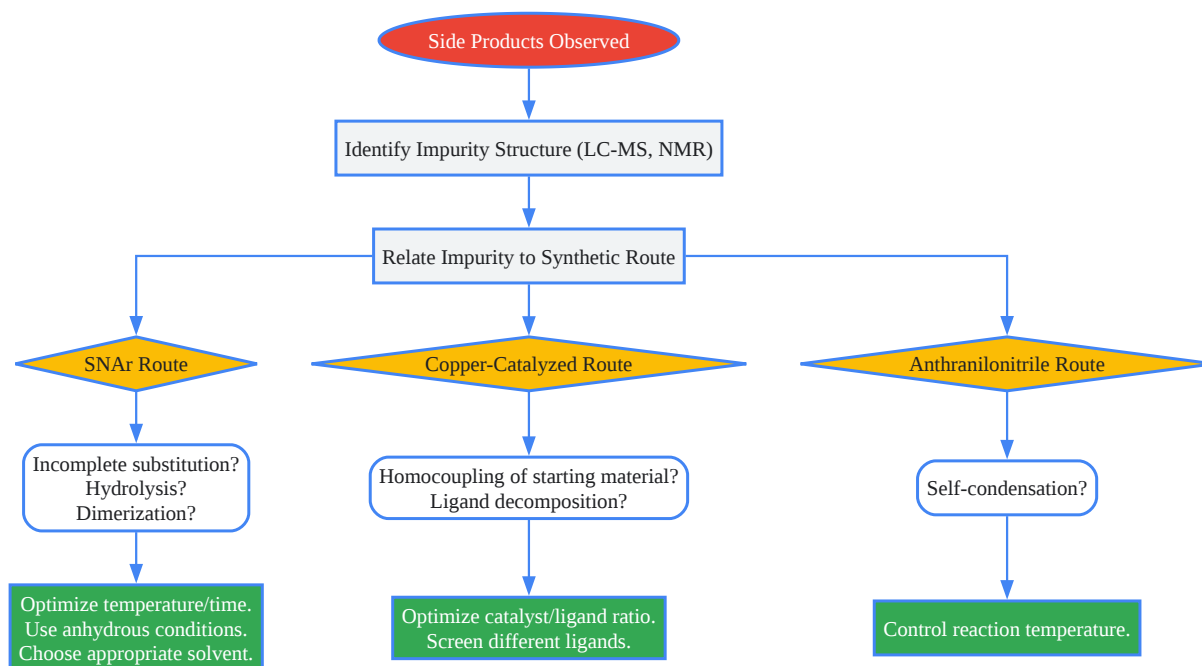 Side Products Observed
Identify Impurity Structure (LC-MS, NMR)
Relate Impurity to Synthetic Route
SNAr Route
Copper-Catalyzed Route
Anthranilonitrile Route
Incomplete substitution?
Hydrolysis?
Dimerization?
Homocoupling of starting material?
Ligand decomposition?
Self-condensation?
Optimize temperature/time.
Use anhydrous conditions.
Choose appropriate solvent.
Optimize catalyst/ligand ratio.
Screen different ligands.
Control reaction temperature.